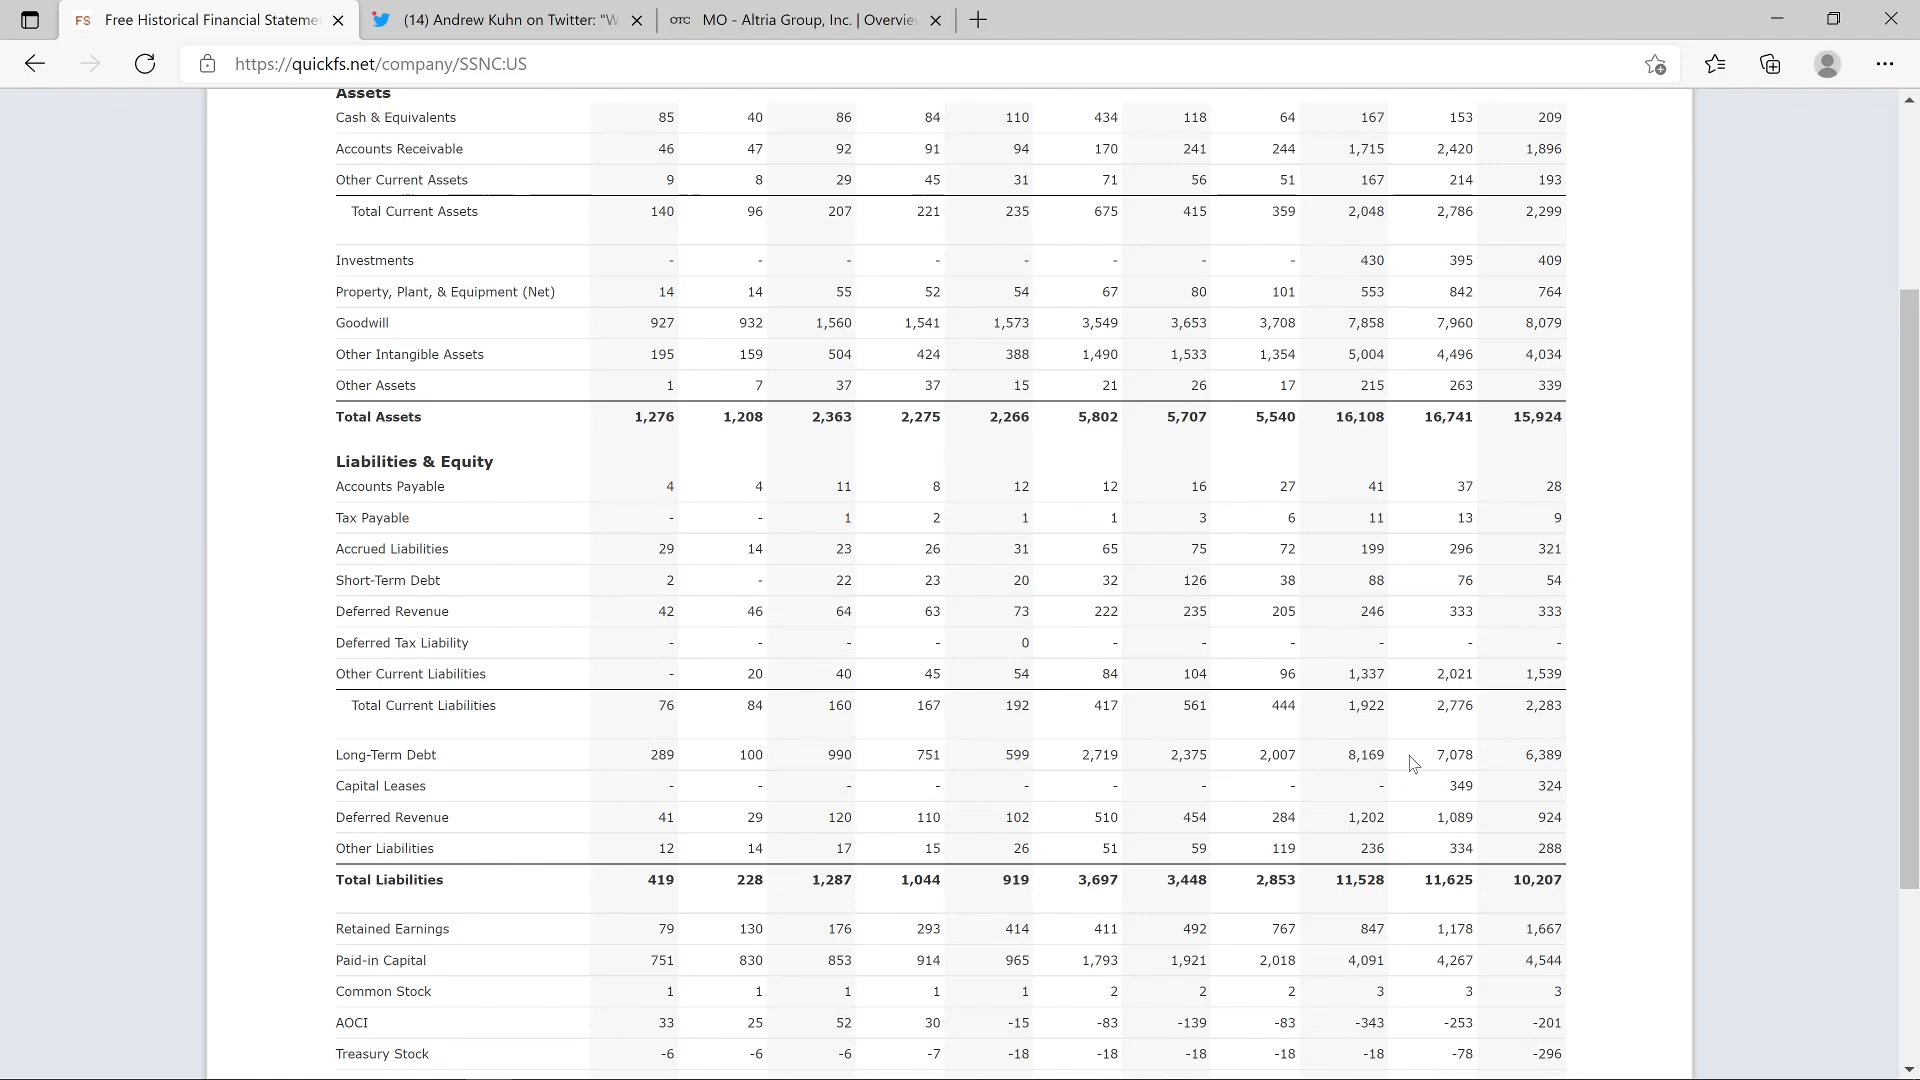 Free Historical Financial Stateme
(14) Andrew Kuhn on Twitter: "W
OTC MO - Altria Group, Inc. | Overvie
https://quickfs.net/company/SSNC:US
Assets
Cash & Equivalents 85 40 86 84 110 434 118 64 167 153 209
Accounts Receivable 46 47 92 91 94 170 241 244 1,715 2,420 1,896
Other Current Assets 9 8 29 45 31 71 56 51 167 214 193
Total Current Assets 140 96 207 221 235 675 415 359 2,048 2,786 2,299
Investments - - - - - - - - 430 395 409
Property, Plant, & Equipment (Net) 14 14 55 52 54 67 80 101 553 842 764
Goodwill 927 932 1,560 1,541 1,573 3,549 3,653 3,708 7,858 7,960 8,079
Other Intangible Assets 195 159 504 424 388 1,490 1,533 1,354 5,004 4,496 4,034
Other Assets 1 7 37 37 15 21 26 17 215 263 339
Total Assets 1,276 1,208 2,363 2,275 2,266 5,802 5,707 5,540 16,108 16,741 15,924
Liabilities & Equity
Accounts Payable 4 4 11 8 12 12 16 27 41 37 28
Tax Payable - - 1 2 1 1 3 6 11 13 9
Accrued Liabilities 29 14 23 26 31 65 75 72 199 296 321
Short-Term Debt 2 - 22 23 20 32 126 38 88 76 54
Deferred Revenue 42 46 64 63 73 222 235 205 246 333 333
Deferred Tax Liability - - - - 0 - - - - - -
Other Current Liabilities - 20 40 45 54 84 104 96 1,337 2,021 1,539
Total Current Liabilities 76 84 160 167 192 417 561 444 1,922 2,776 2,283
Long-Term Debt 289 100 990 751 599 2,719 2,375 2,007 8,169 7,078 6,389
Capital Leases - - - - - - - - - 349 324
Deferred Revenue 41 29 120 110 102 510 454 284 1,202 1,089 924
Other Liabilities 12 14 17 15 26 51 59 119 236 334 288
Total Liabilities 419 228 1,287 1,044 919 3,697 3,448 2,853 11,528 11,625 10,207
Retained Earnings 79 130 176 293 414 411 492 767 847 1,178 1,667
Paid-in Capital 751 830 853 914 965 1,793 1,921 2,018 4,091 4,267 4,544
Common Stock 1 1 1 1 1 2 2 2 3 3 3
AOCI 33 25 52 30 -15 -83 -139 -83 -343 -253 -201
Treasury Stock -6 -6 -6 -7 -18 -18 -18 -18 -18 -78 -296